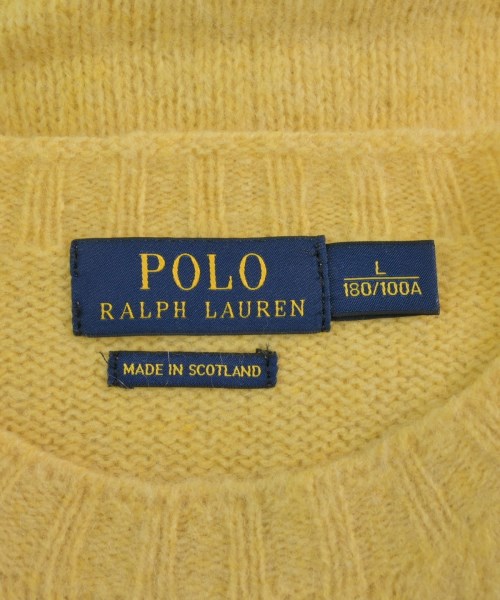 POLO
RALPH LAUREN
L
180/100A
MADE IN SCOTLAND